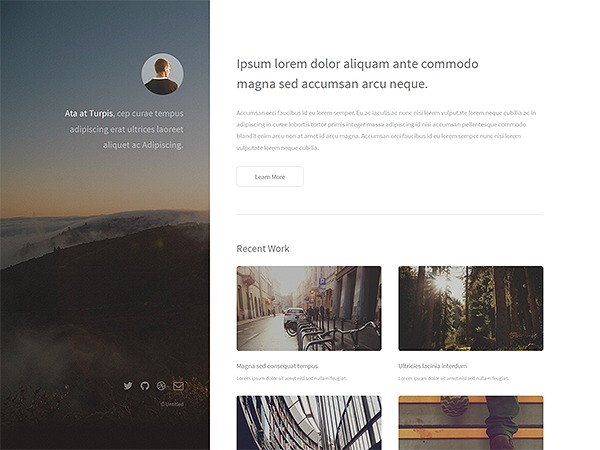 Ata at Turpis, cep curae tempus
adipiscing erat ultrices laoreet
aliquet ac Adipiscing.
© Untitled
Ipsum lorem dolor aliquam ante commodo
magna sed accumsan arcu neque.
Accumsan orci faucibus id eu lorem semper. Eu ac iaculis ac nunc nisi lorem vulputate lorem neque cubilia ac in
adipiscing in curae lobortis tortor primis integer massa adipiscing id nisi accumsan pellentesque commodo
blandit enim arcu non at amet id arcu magna. Accumsan orci faucibus id eu lorem semper nunc nisi lorem
vulputate lorem neque cubilia.
Learn More
Recent Work
Magna sed consequat tempus
Lorem ipsum dolor sit amet nisl sed nullam feugiat.
Ultricies lacinia interdum
Lorem ipsum dolor sit amet nisl sed nullam feugiat.